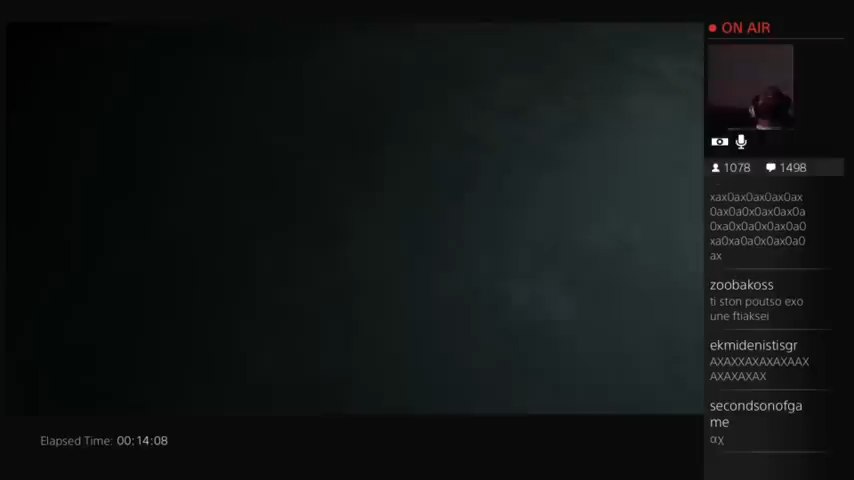 ON AIR
1078 1498
xax0ax0ax0ax0ax
0ax0a0x0ax0ax0a
0xa0x0a0x0ax0a0
xa0xa0a0x0ax0a0
ax
zoobakoss
ti ston poutso exo
une ftiaksei
ekmidenistisgr
AXAXXAXAXAXAAX
AXAXAXAX
secondsonofga
me
αχ
Elapsed Time: 00:14:08